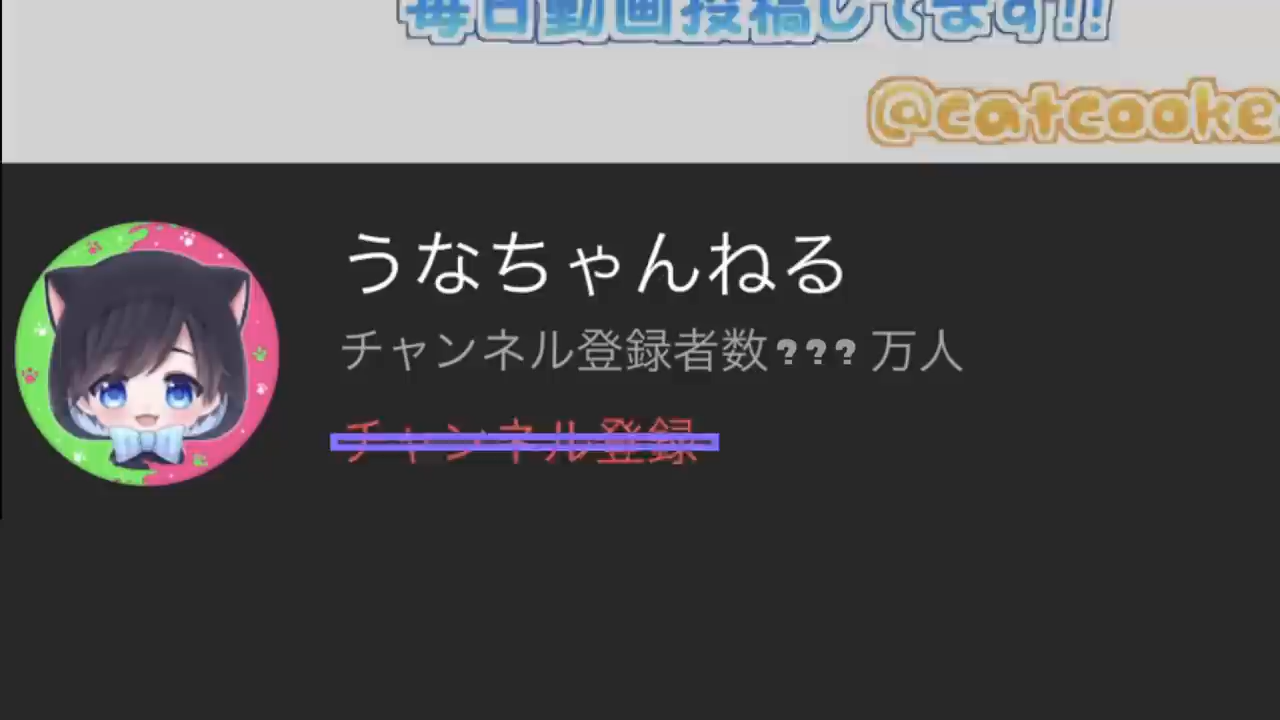 毎日動画投稿してます!!
@catcooke
うなちゃんねる
チャンネル登録者数??? 万人
チャンネル登録